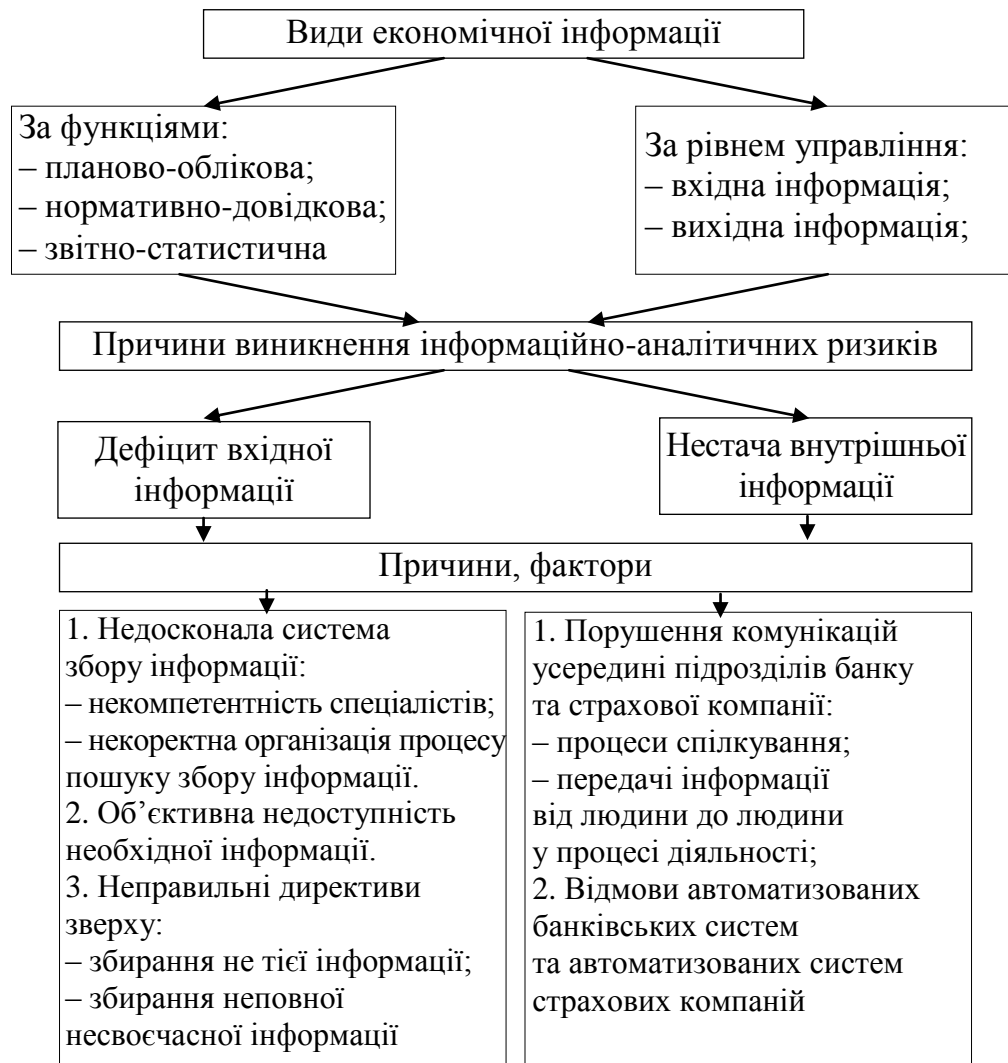 Види економічної інформації
За функціями:
– планово-облікова;
– нормативно-довідкова;
– звітно-статистична
За рівнем управління:
– вхідна інформація;
– вихідна інформація;
Причини виникнення інформаційно-аналітичних ризиків
Дефіцит вхідної
інформації
Нестача внутрішньої
інформації
Причини, фактори
1. Недосконала система
збору інформації:
– некомпетентність спеціалістів;
– некоректна організація процесу
пошуку збору інформації.
2. Об’єктивна недоступність
необхідної інформації.
3. Неправильні директиви
зверху:
– збирання не тієї інформації;
– збирання неповної
несвоєчасної інформації
1. Порушення комунікацій
усередині підрозділів банку
та страхової компанії:
– процеси спілкування;
– передачі інформації
від людини до людини
у процесі діяльності;
2. Відмови автоматизованих
банківських систем
та автоматизованих систем
страхових компаній